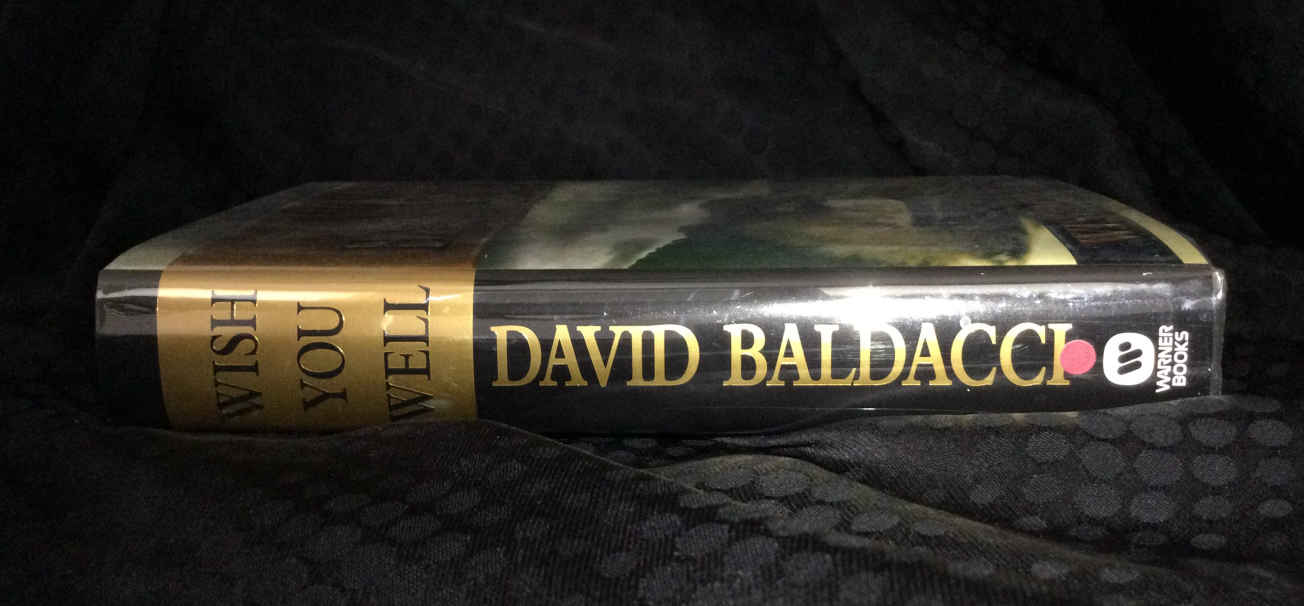 WISH
YOU
WELL
DAVID BALDACCI
WARNER
BOOKS